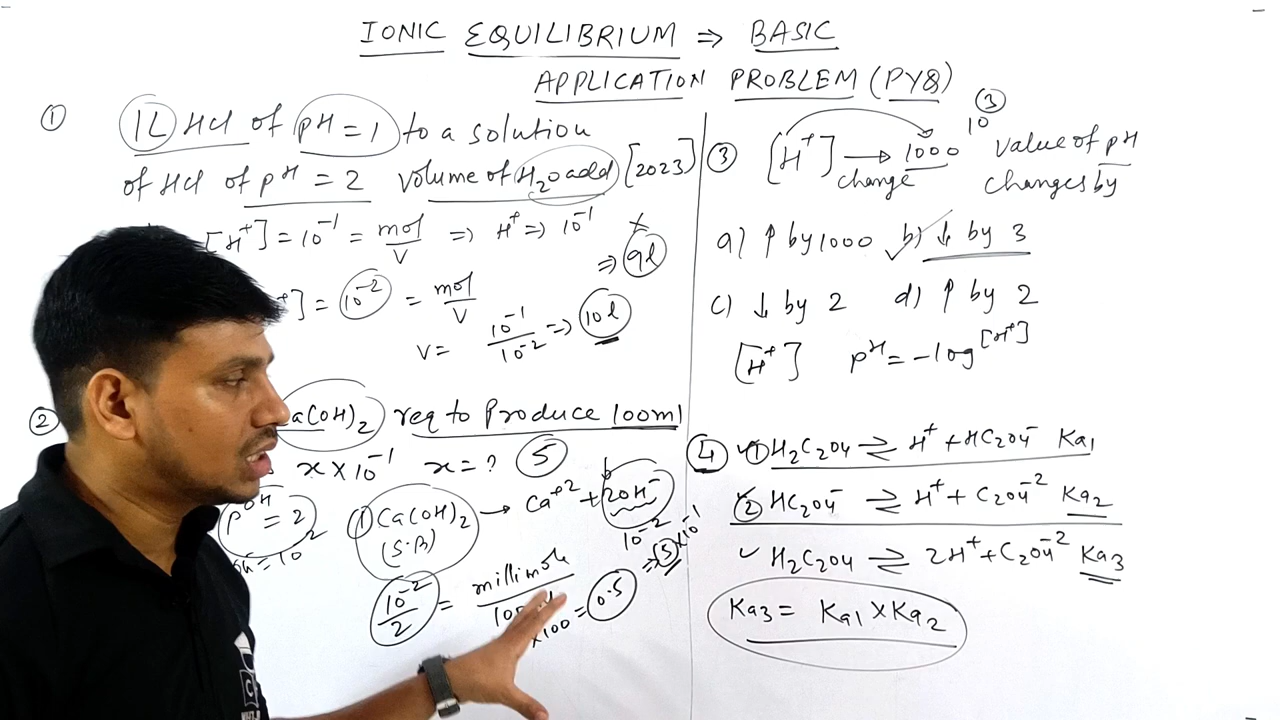 IONIC EQUILIBRIUM ⇒ BASIC
APPLICATION PROBLEM (PYQ)
① 1L HCl of pH = 1 to a solution
of HCl of pH = 2 volume of H2O add [2023]
[H+] = 10^-1 = mol/V ⇒ H+ ⇒ 10^-1
⇒ 9l
] = 10^-2 = mol/V
V = 10^-1/10^-2 ⇒ 10l
② a(OH)2 req to Produce 100ml
x × 10^-1 x = ? 5
pOH = 2
① Ca(OH)2 → Ca+2 + 2OH-
(S.B)
10^-2
10^-2/2 = millimole/
×100 = 0.5 ⇒ 5 × 10^-1
③ [H+] → 1000 10^3 value of pH
change changes by
a) ↑ by 1000 b) ↓ by 3
c) ↓ by 2 d) ↑ by 2
[H+] pH = -log[H+]
④ ① H2C2O4 ⇌ H+ + HC2O4- Ka1
② HC2O4- ⇌ H+ + C2O4-2 Ka2
H2C2O4 ⇌ 2H+ + C2O4-2 Ka3
Ka3 = Ka1 × Ka2